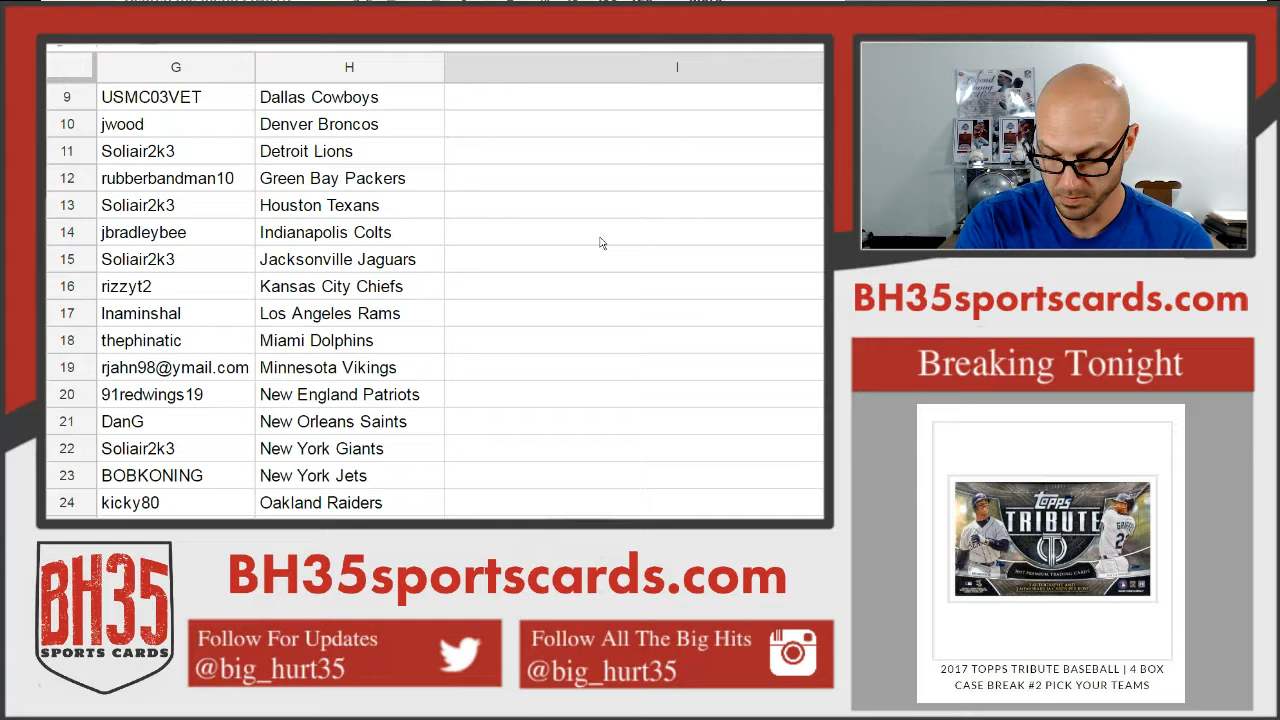 G H I
9 USMC03VET Dallas Cowboys
10 jwood Denver Broncos
11 Soliair2k3 Detroit Lions
12 rubberbandman10 Green Bay Packers
13 Soliair2k3 Houston Texans
14 jbradleybee Indianapolis Colts
15 Soliair2k3 Jacksonville Jaguars
16 rizzyt2 Kansas City Chiefs
17 lnaminshal Los Angeles Rams
18 thephinatic Miami Dolphins
19 rjahn98@ymail.com Minnesota Vikings
20 91redwings19 New England Patriots
21 DanG New Orleans Saints
22 Soliair2k3 New York Giants
23 BOBKONING New York Jets
24 kicky80 Oakland Raiders
BH35sportscards.com
Breaking Tonight
Topps
TRIBUTE
2017 TOPPS TRIBUTE BASEBALL | 4 BOX
CASE BREAK #2 PICK YOUR TEAMS
BH35
SPORTS CARDS
BH35sportscards.com
Follow For Updates
@big_hurt35
Follow All The Big Hits
@big_hurt35